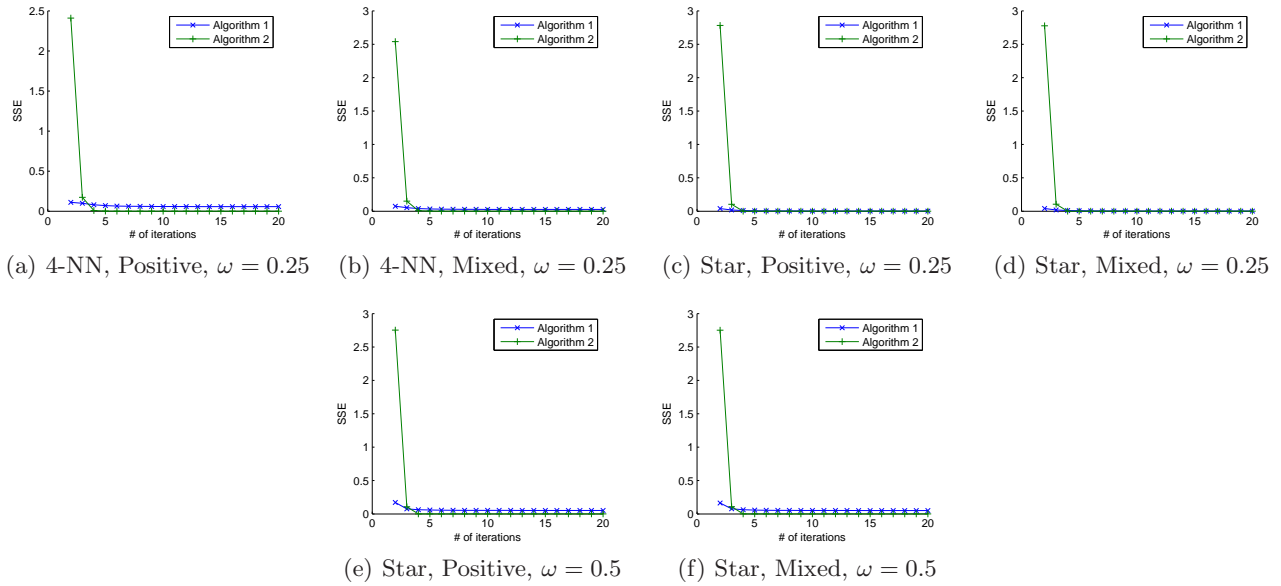 2.5
2
1.5
1
0.5
0
SSE
0 5 10 15 20
# of iterations
Algorithm 1
Algorithm 2
(a) 4-NN, Positive, ω = 0.25
3
2.5
2
1.5
1
0.5
0
SSE
0 5 10 15 20
# of iterations
Algorithm 1
Algorithm 2
(b) 4-NN, Mixed, ω = 0.25
3
2.5
2
1.5
1
0.5
0
SSE
0 5 10 15 20
# of iterations
Algorithm 1
Algorithm 2
(c) Star, Positive, ω = 0.25
3
2.5
2
1.5
1
0.5
0
SSE
0 5 10 15 20
# of iterations
Algorithm 1
Algorithm 2
(d) Star, Mixed, ω = 0.25
3
2.5
2
1.5
1
0.5
0
SSE
0 5 10 15 20
# of iterations
Algorithm 1
Algorithm 2
(e) Star, Positive, ω = 0.5
3
2.5
2
1.5
1
0.5
0
SSE
0 5 10 15 20
# of iterations
Algorithm 1
Algorithm 2
(f) Star, Mixed, ω = 0.5